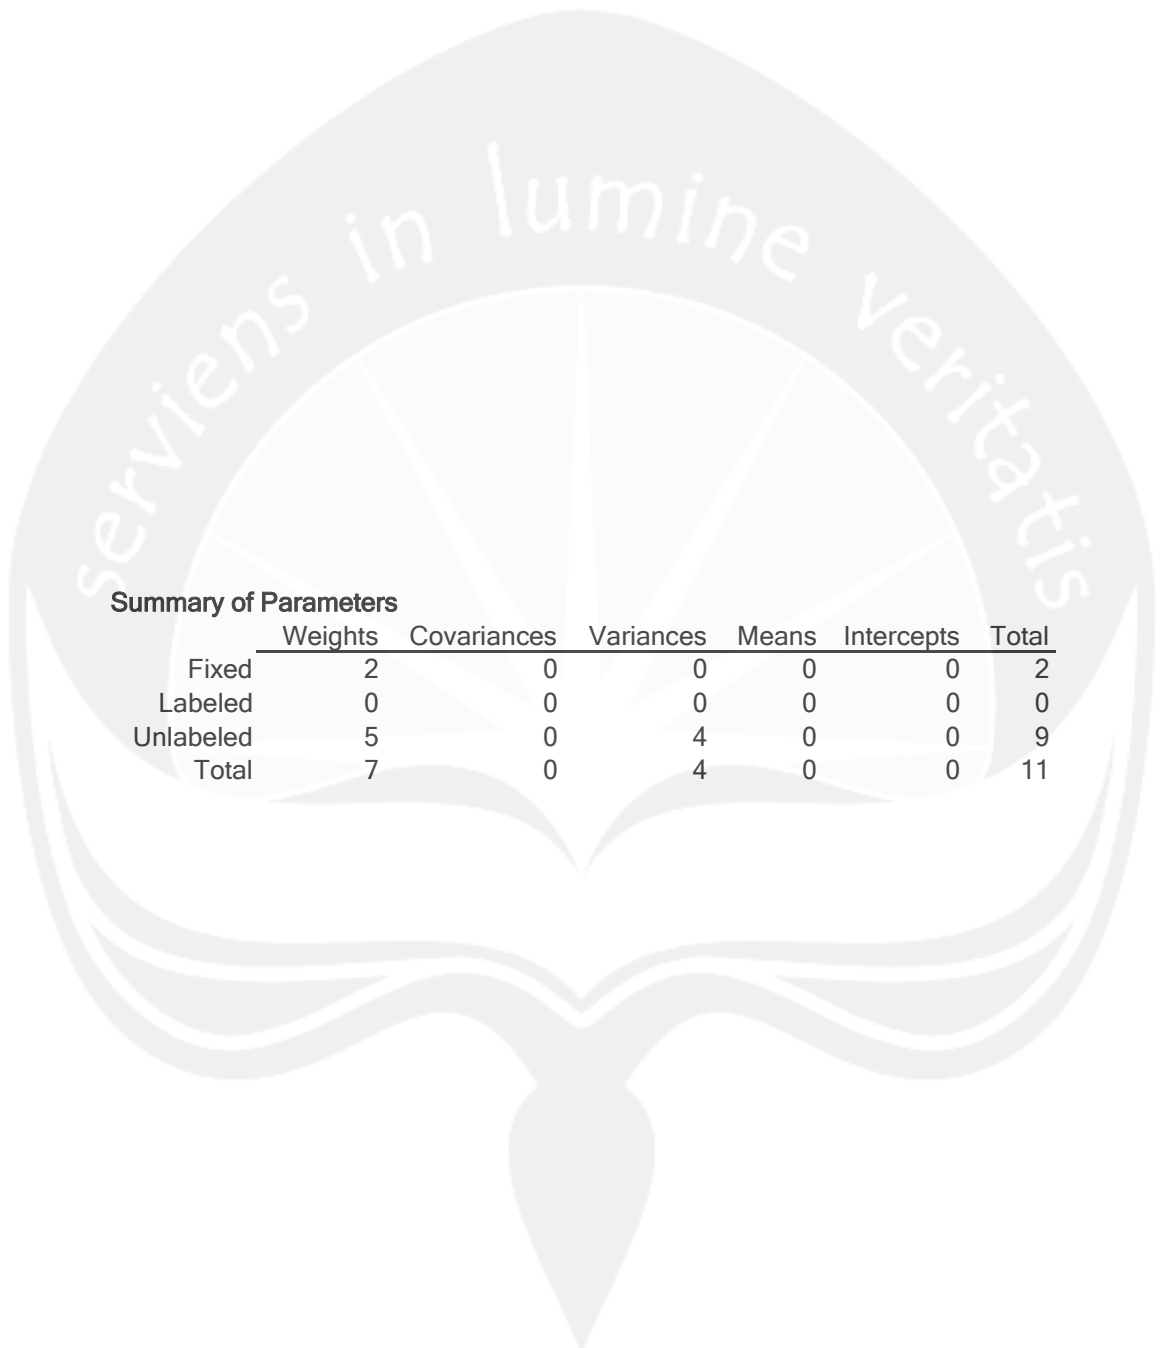 serviens in lumine veritatis
Summary of Parameters
Weights Covariances Variances Means Intercepts Total
Fixed 2 0 0 0 0 2
Labeled 0 0 0 0 0 0
Unlabeled 5 0 4 0 0 9
Total 7 0 4 0 0 11